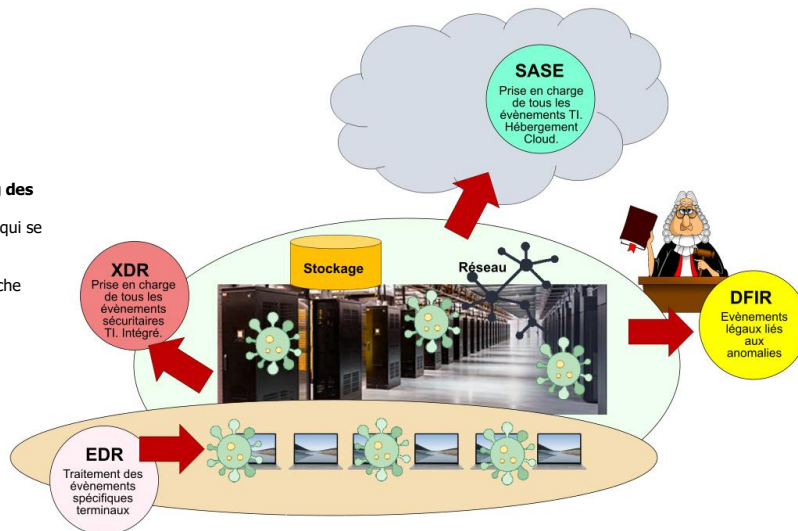 SASE
Prise en charge
de tous les
évènements TI.
Hébergement
Cloud.
des
qui se
che
XDR
Prise en charge
de tous les
évènements
sécuritaires
TI. Intégré.
Stockage
Réseau
DFIR
Evènements
légaux liés
aux
anomalies
EDR
Traitement des
évènements
spécifiques
terminaux